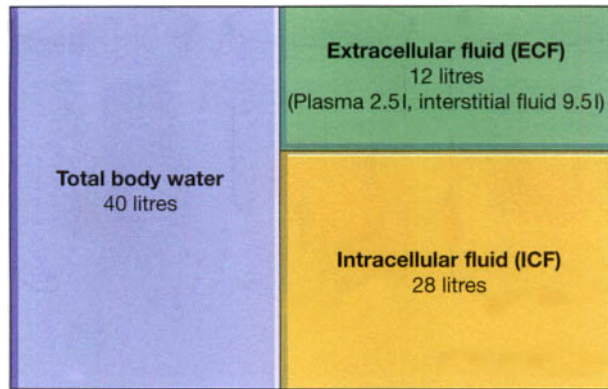 Total body water
40 litres
Extracellular fluid (ECF)
12 litres
(Plasma 2.5l, interstitial fluid 9.5l)
Intracellular fluid (ICF)
28 litres